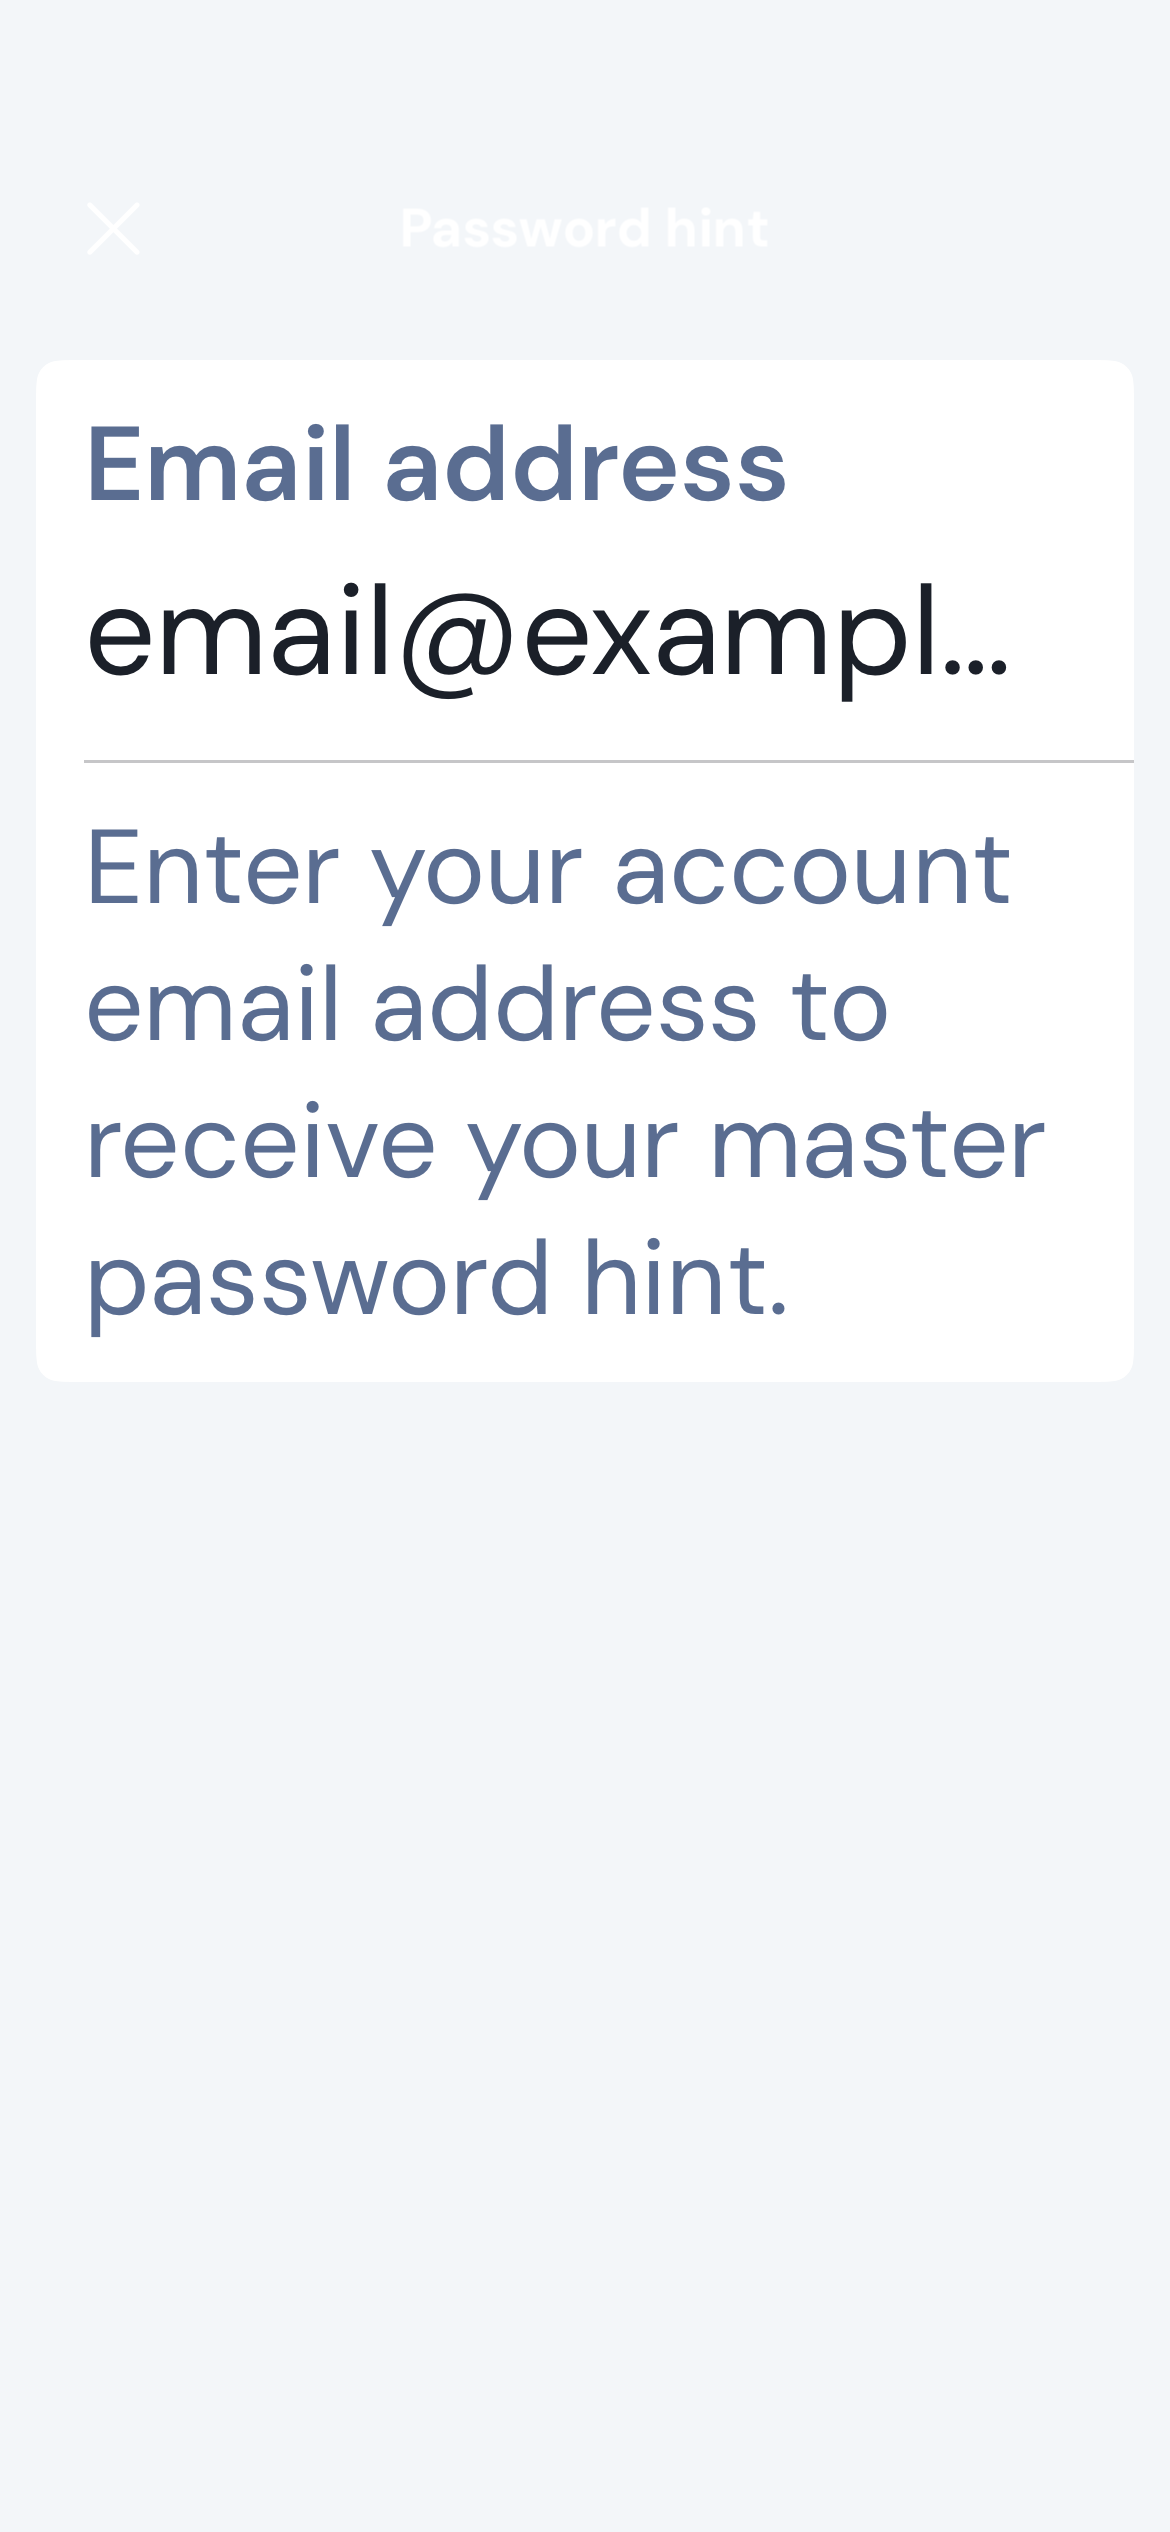 Password hint
Email address
email@exampl...
Enter your account
email address to
receive your master
password hint.